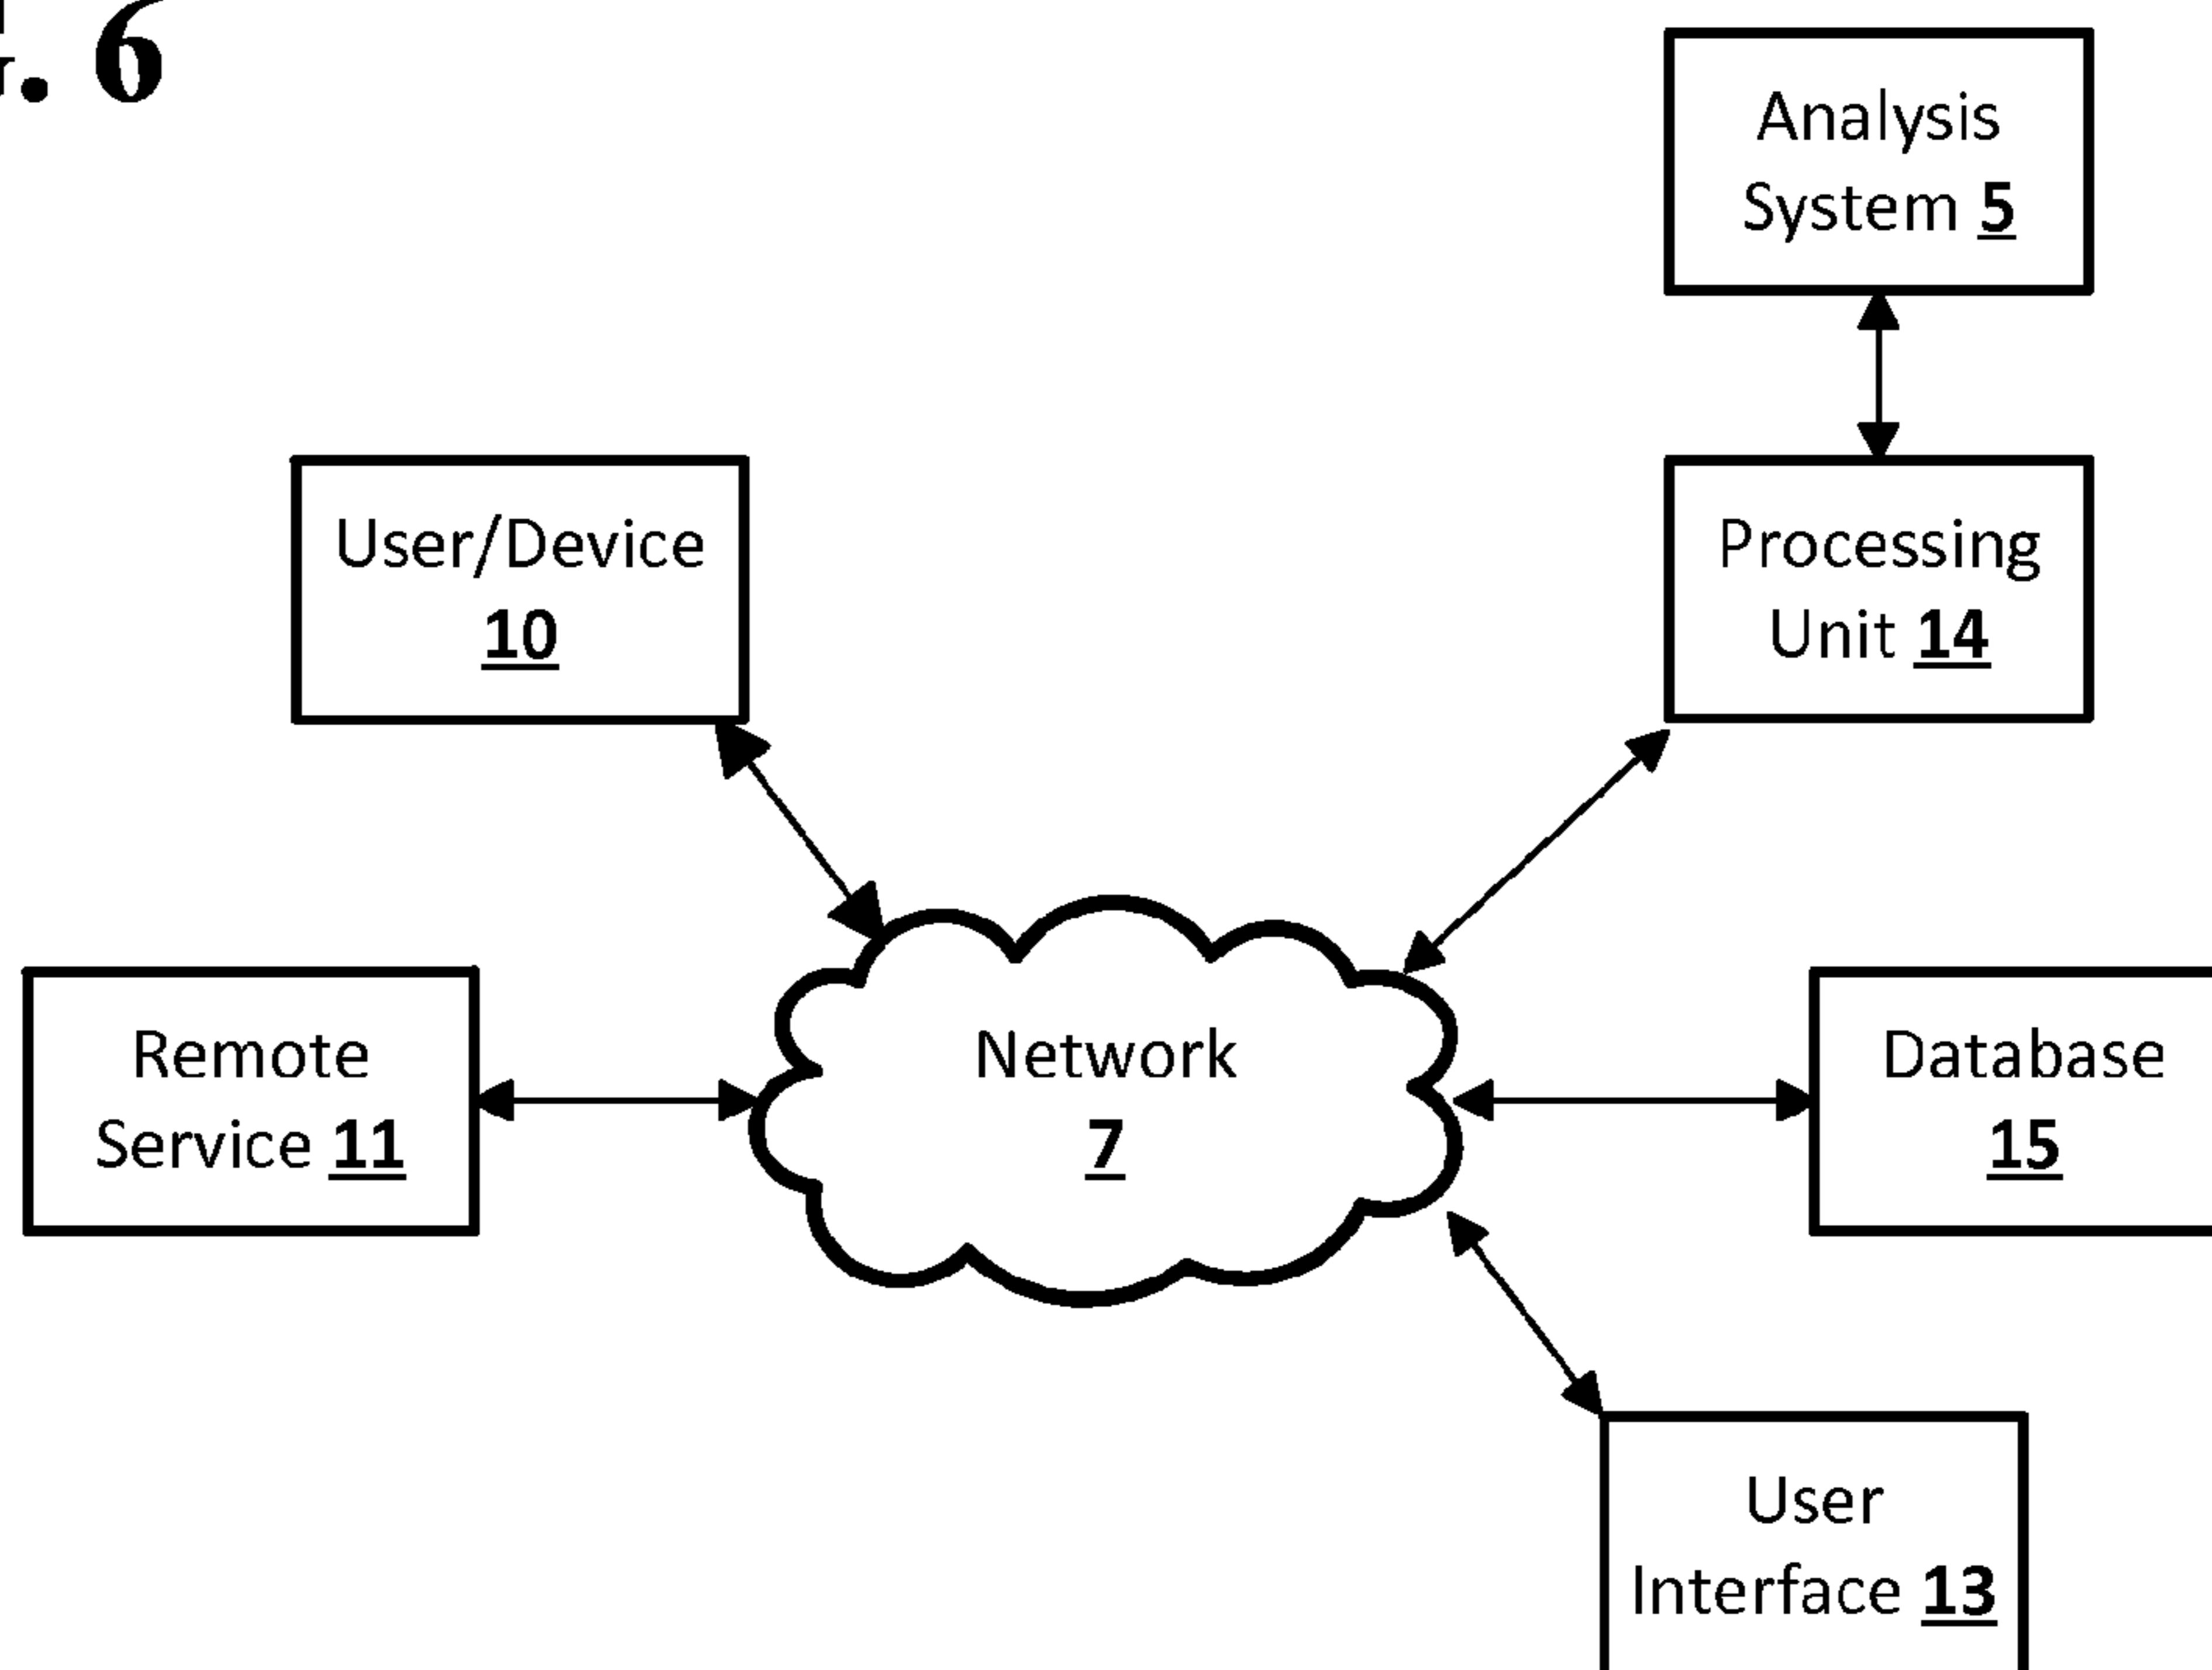 . 6
Analysis
System 5
User/Device
10
Processing
Unit 14
Remote
Service 11
Network
7
Database
15
User
Interface 13